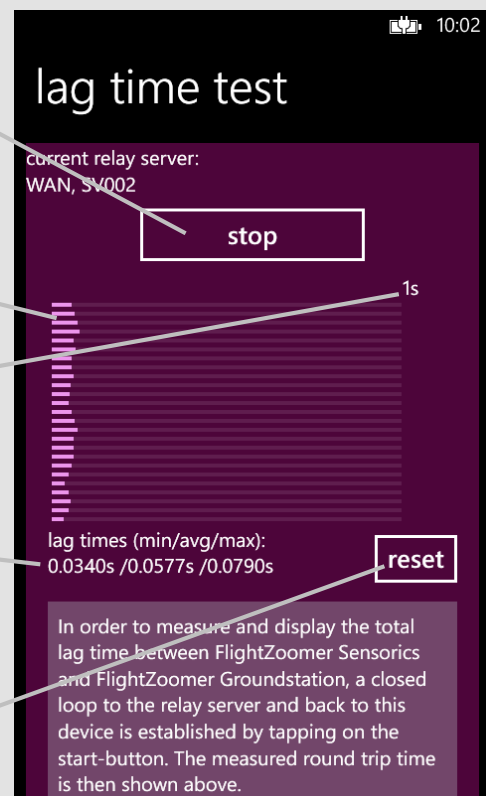 10:02
lag time test
current relay server:
WAN, SV002
stop
1s
lag times (min/avg/max):
0.0340s /0.0577s /0.0790s
reset
In order to measure and display the total
lag time between FlightZoomer Sensorics
and FlightZoomer Groundstation, a closed
loop to the relay server and back to this
device is established by tapping on the
start-button. The measured round trip time
is then shown above.